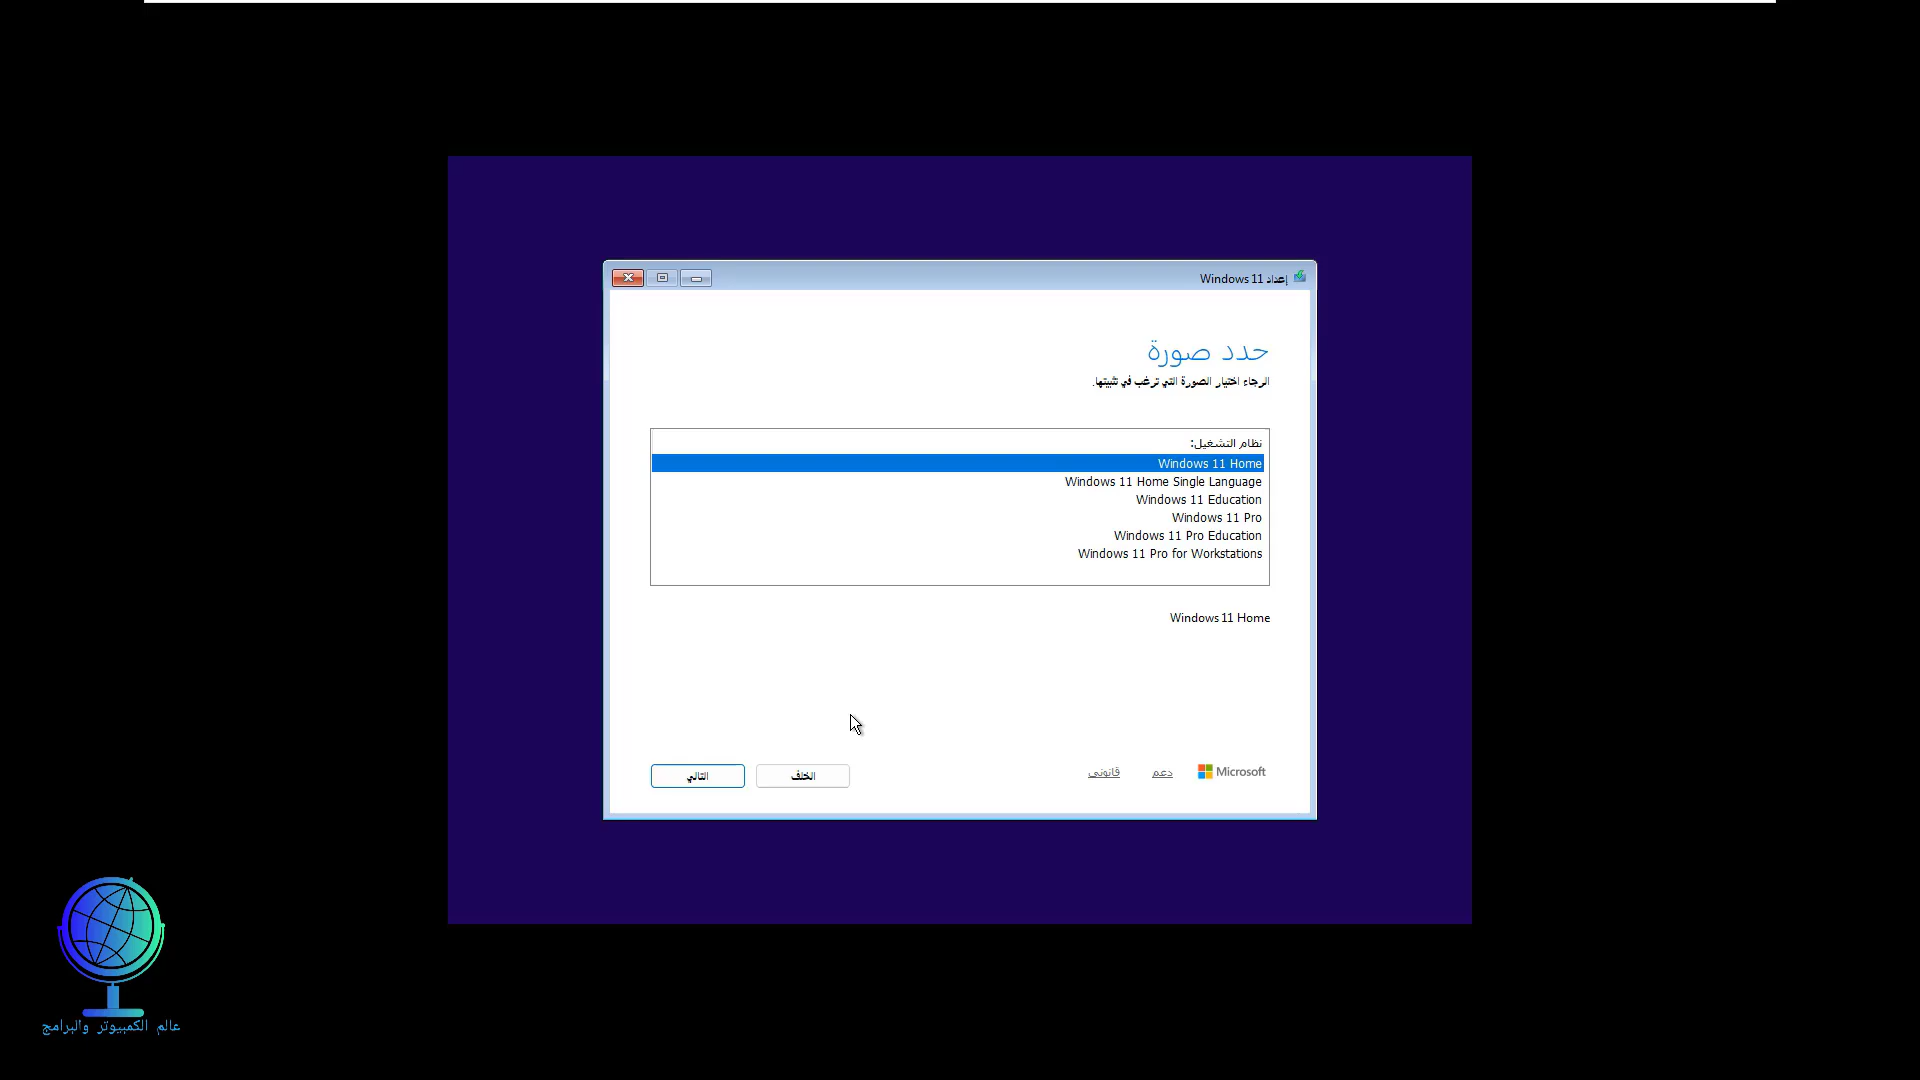 إعداد Windows 11
حدد صورة
الرجاء اختيار الصورة التي ترغب في تثبيتها.
نظام التشغيل:
Windows 11 Home
Windows 11 Home Single Language
Windows 11 Education
Windows 11 Pro
Windows 11 Pro Education
Windows 11 Pro for Workstations
Windows 11 Home
Microsoft دعم قانوني
الخلف التالي
عالم الكمبيوتر والبرامج